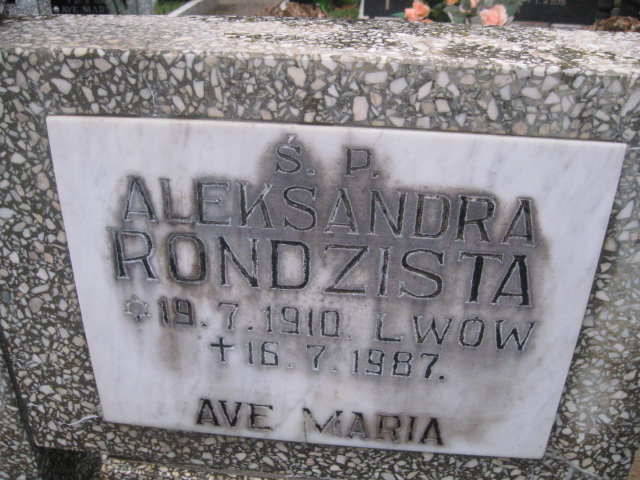 Ś. P.
ALEKSANDRA
RONDZISTA
* 19. 7. 1910. LWOW
✝ 16. 7. 1987.
AVE MARIA